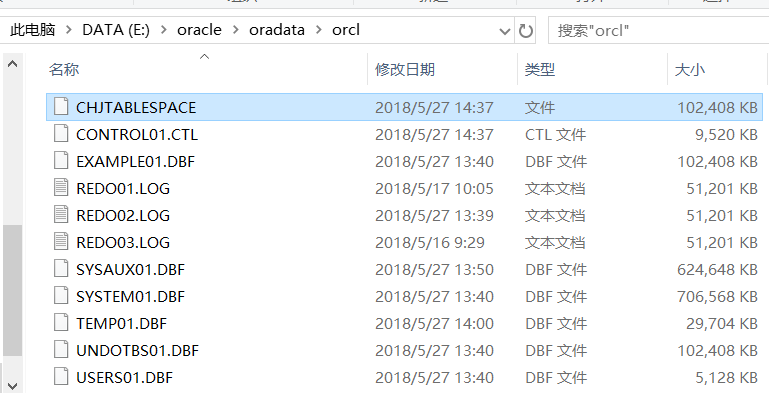 此电脑 DATA (E:) oracle oradata orcl 搜索"orcl"
名称 修改日期 类型 大小
CHJTABLESPACE 2018/5/27 14:37 文件 102,408 KB
CONTROL01.CTL 2018/5/27 14:37 CTL 文件 9,520 KB
EXAMPLE01.DBF 2018/5/27 13:40 DBF 文件 102,408 KB
REDO01.LOG 2018/5/17 10:05 文本文档 51,201 KB
REDO02.LOG 2018/5/27 13:39 文本文档 51,201 KB
REDO03.LOG 2018/5/16 9:29 文本文档 51,201 KB
SYSAUX01.DBF 2018/5/27 13:50 DBF 文件 624,648 KB
SYSTEM01.DBF 2018/5/27 13:40 DBF 文件 706,568 KB
TEMP01.DBF 2018/5/27 14:00 DBF 文件 29,704 KB
UNDOTBS01.DBF 2018/5/27 13:40 DBF 文件 102,408 KB
USERS01.DBF 2018/5/27 13:40 DBF 文件 5,128 KB